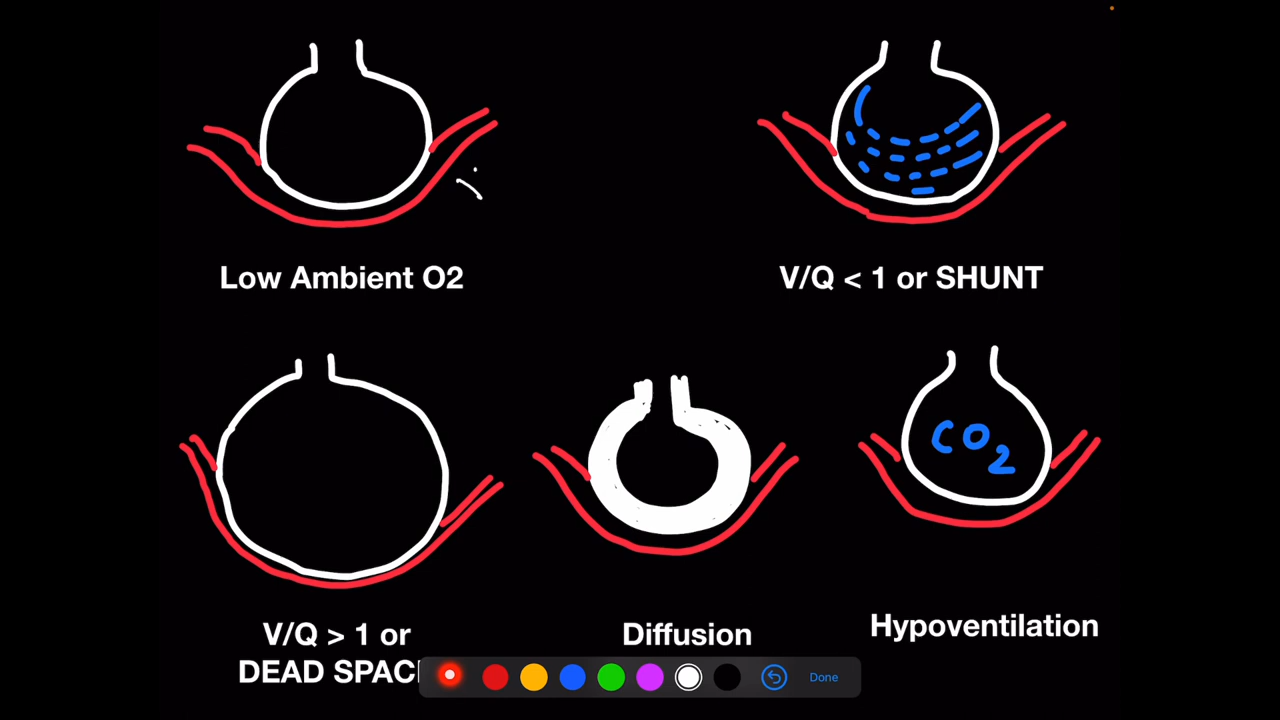 Low Ambient O2
V/Q < 1 or SHUNT
CO2
V/Q > 1 or
DEAD SPAC
Diffusion
Hypoventilation
Done